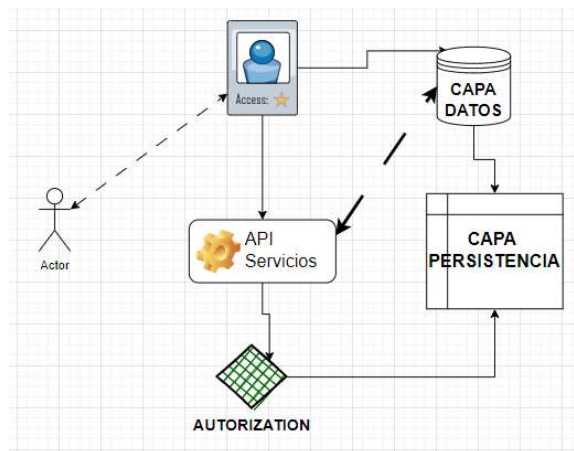 Access:
CAPA
DATOS
API
Servicios
CAPA
PERSISTENCIA
Actor
AUTORIZATION